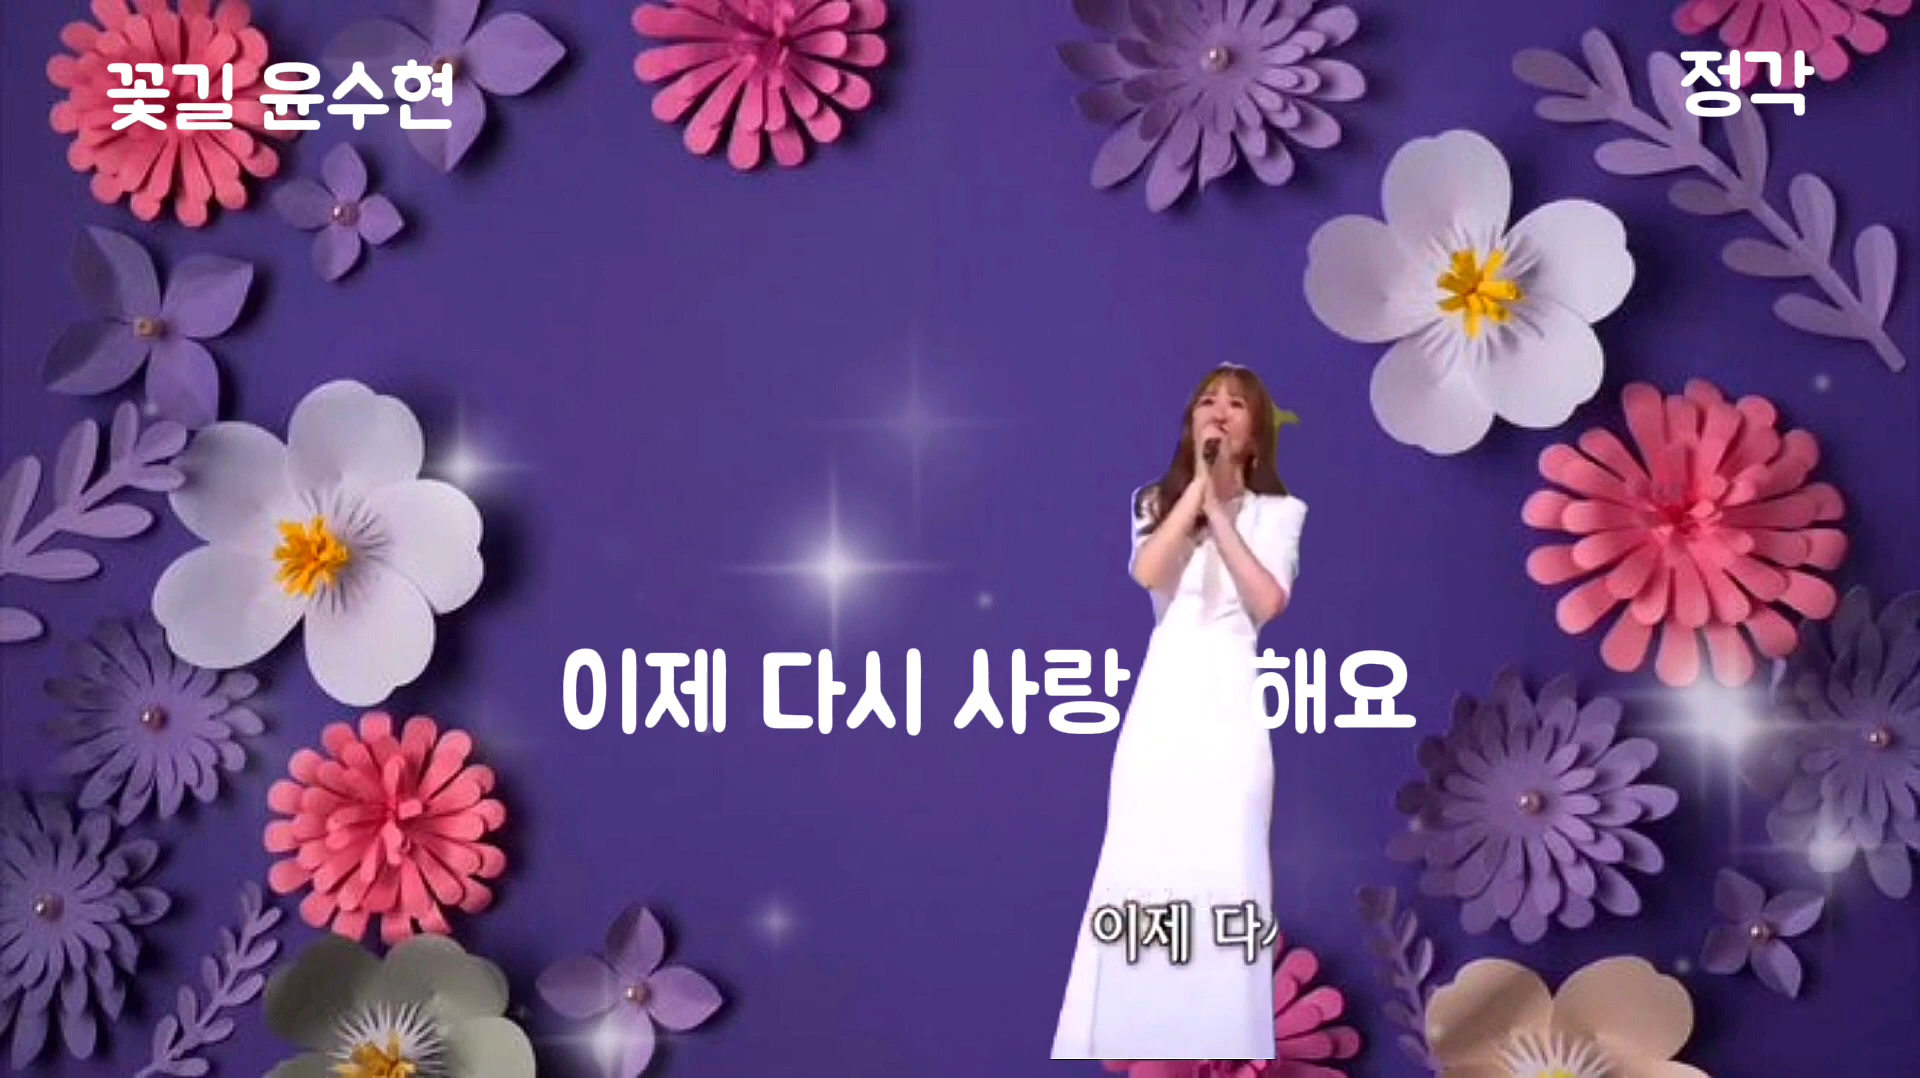 꽃길 윤수현
정각
이제 다시 사랑 해요
이제 다